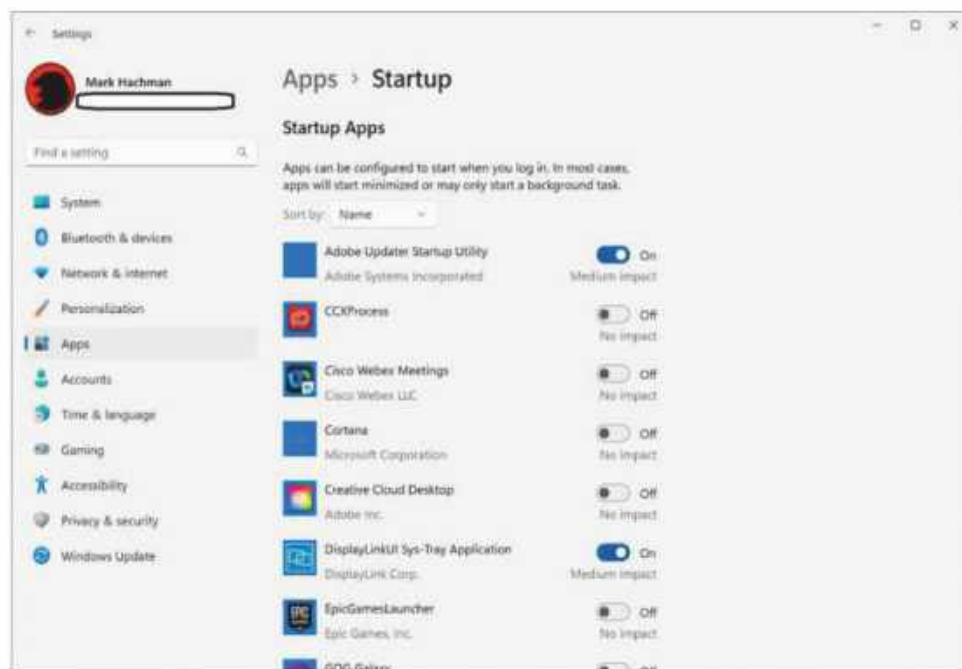 Settings
Mark Hachman
Find a setting
System
Bluetooth & devices
Network & internet
Personalization
Apps
Accounts
Time & language
Gaming
Accessibility
Privacy & security
Windows Update
Apps > Startup
Startup Apps
Apps can be configured to start when you log in. In most cases,
apps will start minimized or may only start a background task.
Sort by: Name
Adobe Updater Startup Utility
On
Adobe Systems Incorporated
Medium impact
CCXProcess
Off
No impact
Cisco Webex Meetings
Off
Cisco Webex LLC
No impact
Cortana
Off
Microsoft Corporation
No impact
Creative Cloud Desktop
Off
Adobe Inc.
No impact
DisplayLinkUI Sys-Tray Application
On
DisplayLink Corp.
Medium impact
EPIC
EpicGamesLauncher
Off
Epic Games, Inc.
No impact
GOG Galaxy
Off